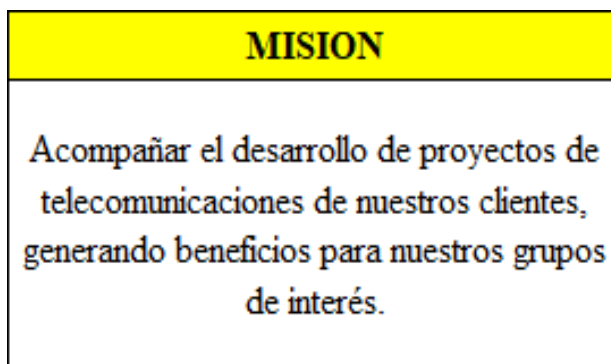 MISION
Acompañar el desarrollo de proyectos de
telecomunicaciones de nuestros clientes,
generando beneficios para nuestros grupos
de interés.